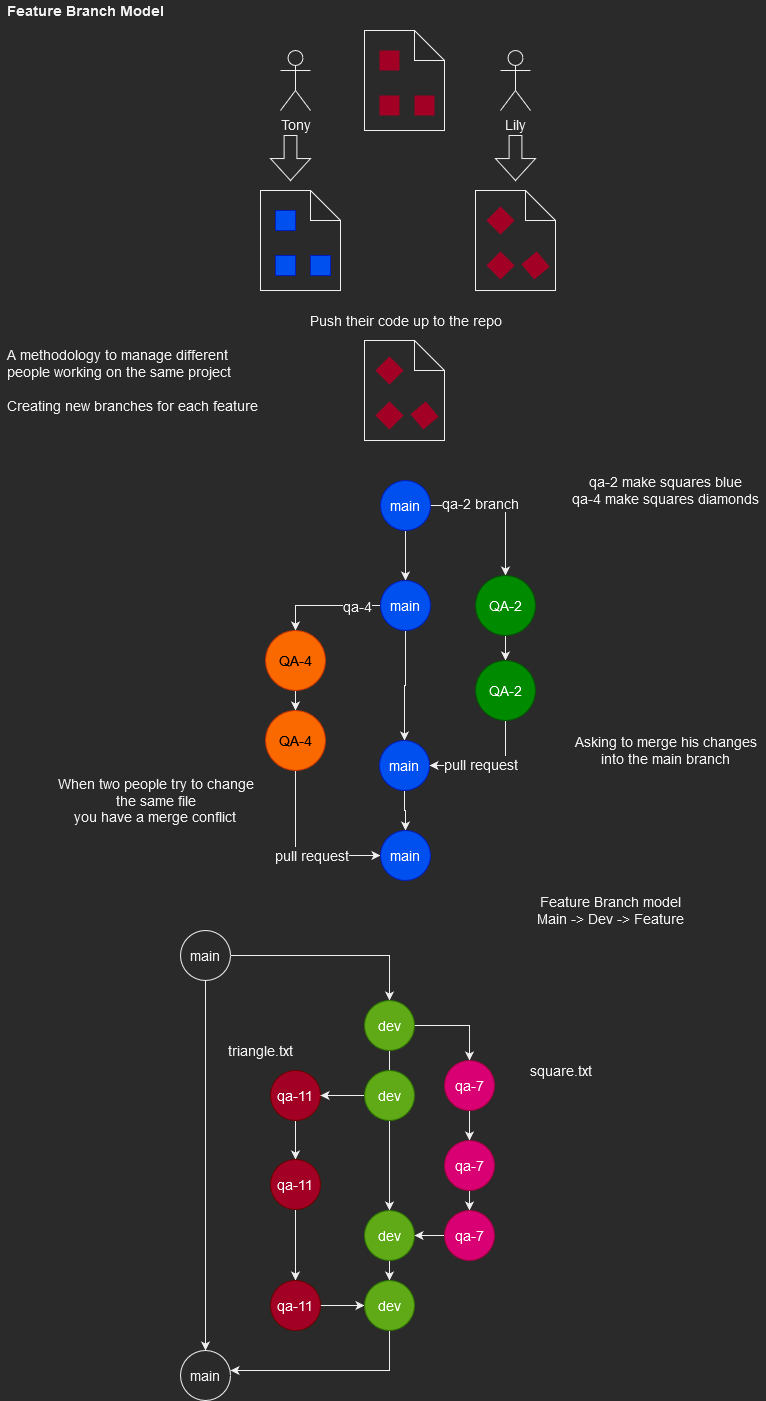 Feature Branch Model
Tony
Lily
Push their code up to the repo
A methodology to manage different
people working on the same project
Creating new branches for each feature
main
qa-2 branch
qa-2 make squares blue
qa-4 make squares diamonds
qa-4
main
QA-2
QA-4
QA-2
QA-4
main
pull request
Asking to merge his changes
into the main branch
When two people try to change
the same file
you have a merge conflict
pull request
main
Feature Branch model
Main -> Dev -> Feature
main
dev
triangle.txt
square.txt
qa-11
dev
qa-7
qa-11
qa-7
dev
qa-7
qa-11
dev
main